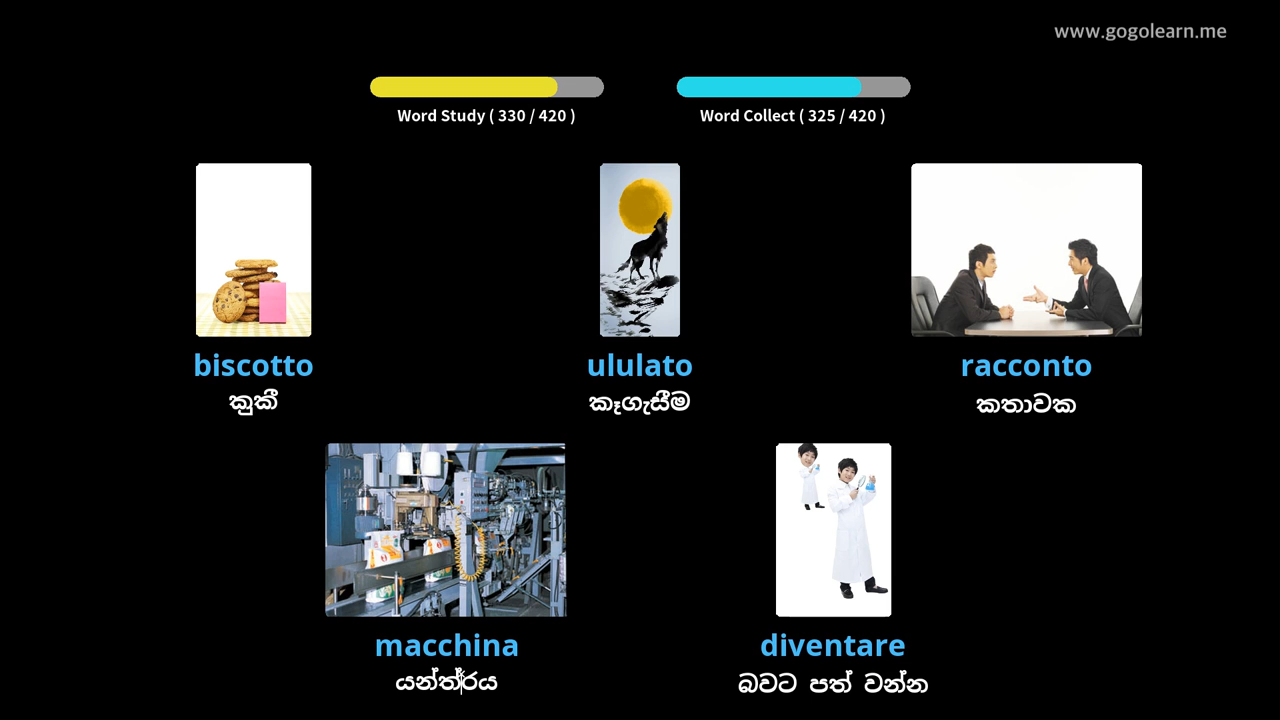 www.gogolearn.me
Word Study ( 330 / 420 )
Word Collect ( 325 / 420 )
biscotto
කුකී
ululato
කෑගැසීම
racconto
කතාවක
macchina
යන්ත්‍රය
diventare
බවට පත් වන්න